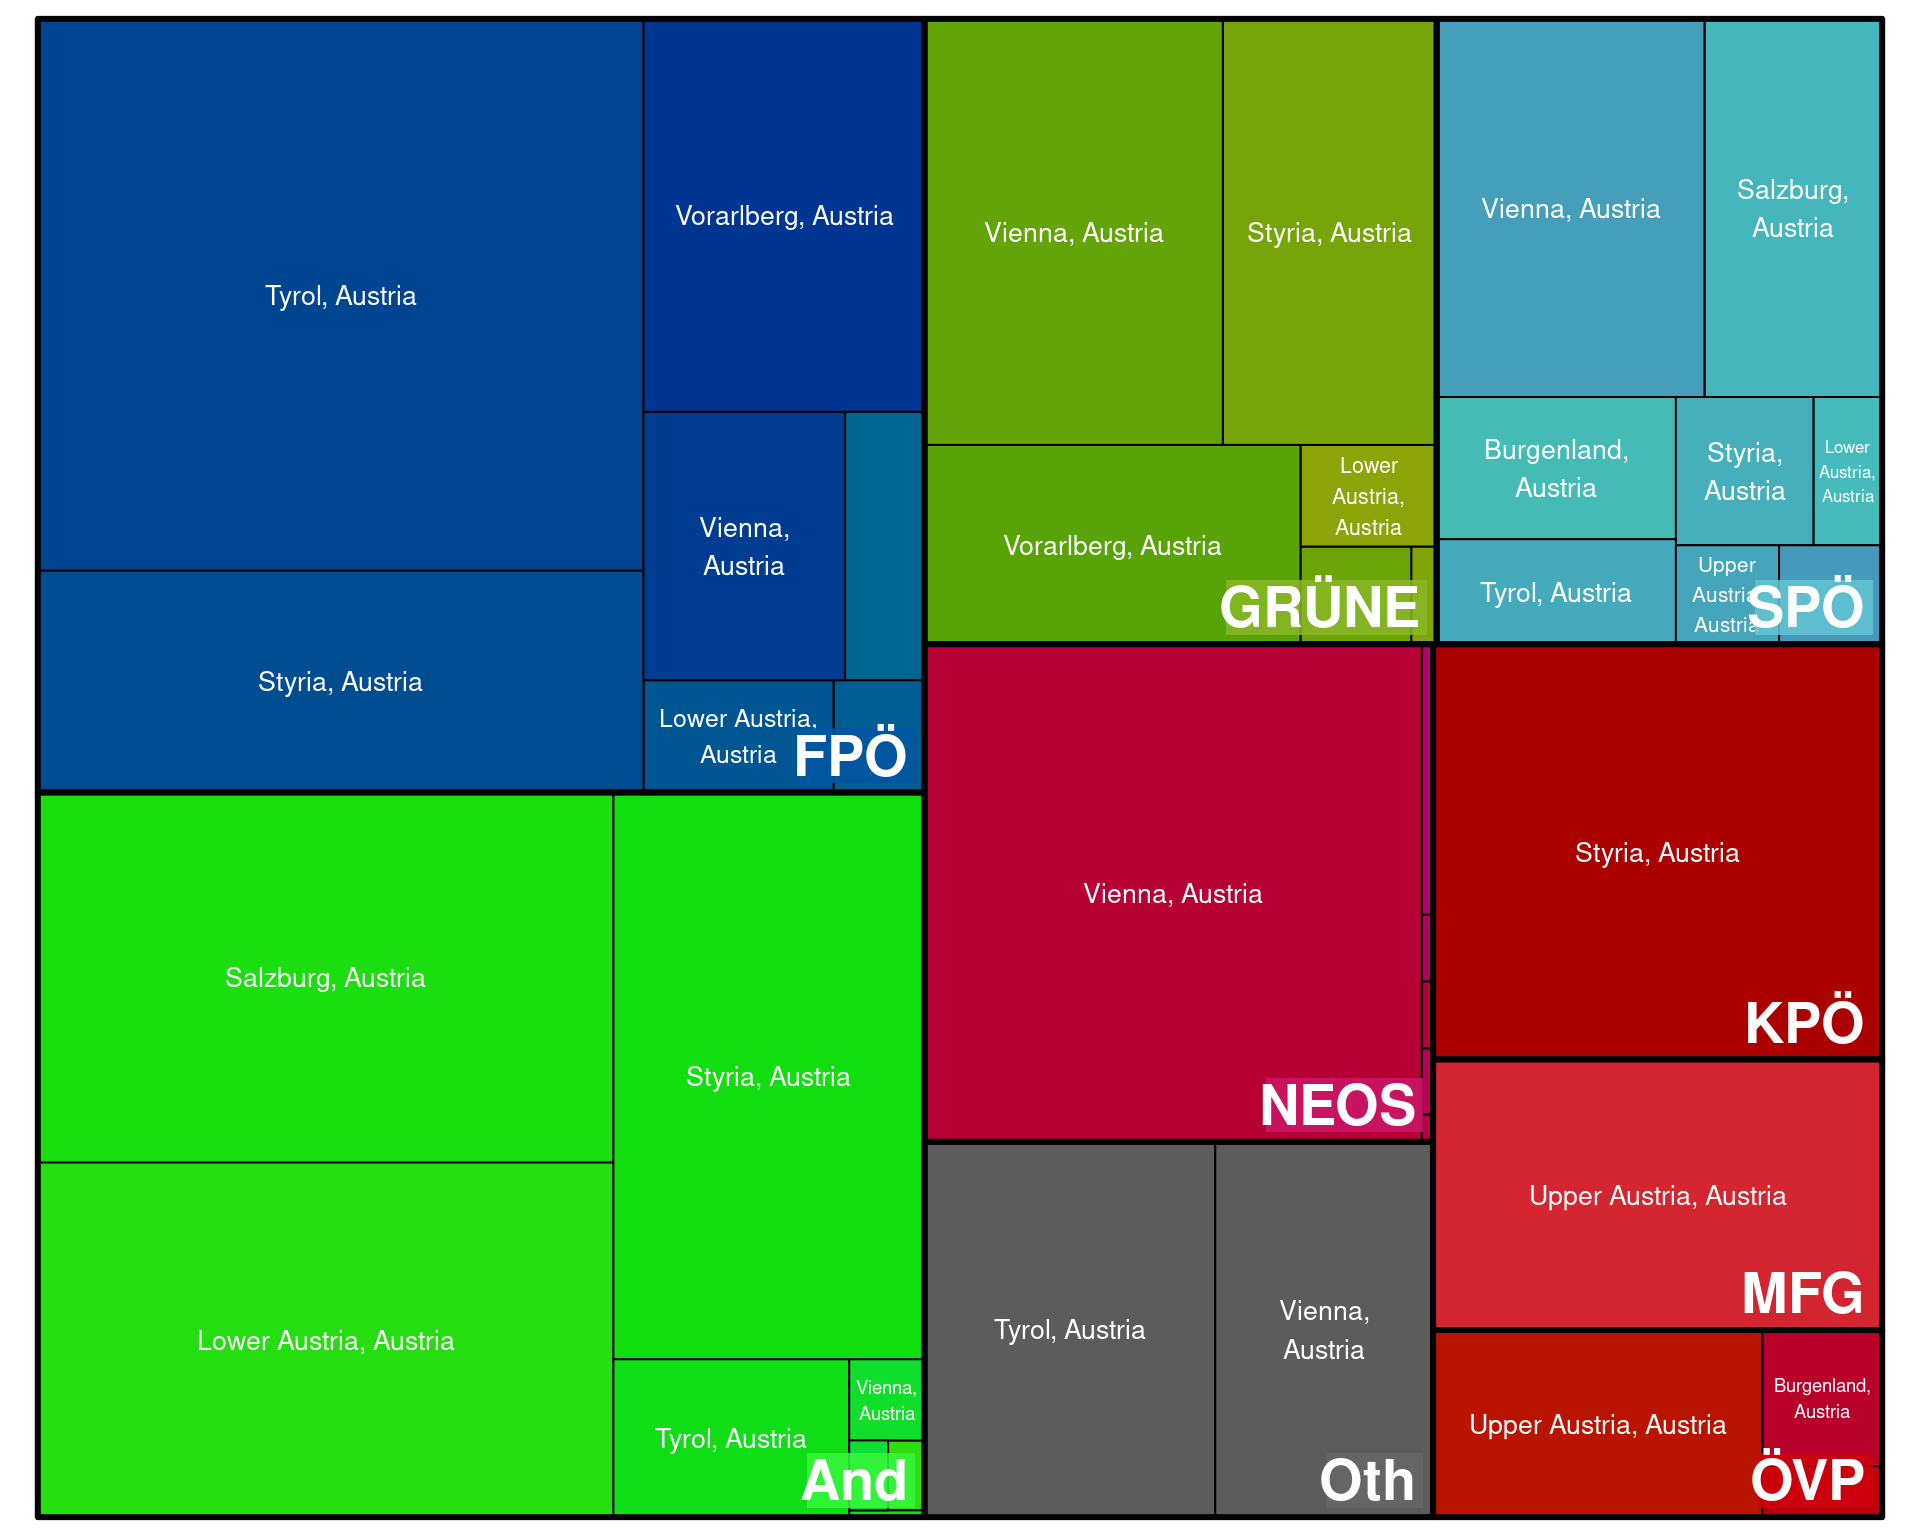 Tyrol, Austria
Styria, Austria
Vorarlberg, Austria
Vienna,
Austria
Lower Austria,
Austria
FPÖ
Salzburg, Austria
Lower Austria, Austria
Styria, Austria
Tyrol, Austria
Vienna,
Austria
And
Vienna, Austria
Styria, Austria
Vorarlberg, Austria
Lower
Austria,
Austria
GRÜNE
Vienna, Austria
Salzburg,
Austria
Burgenland,
Austria
Tyrol, Austria
Styria,
Austria
Lower
Austria,
Austria
Upper
Austria,
Austria
SPÖ
Vienna, Austria
NEOS
Styria, Austria
KPÖ
Upper Austria, Austria
MFG
Tyrol, Austria
Vienna,
Austria
Oth
Upper Austria, Austria
Burgenland,
Austria
ÖVP